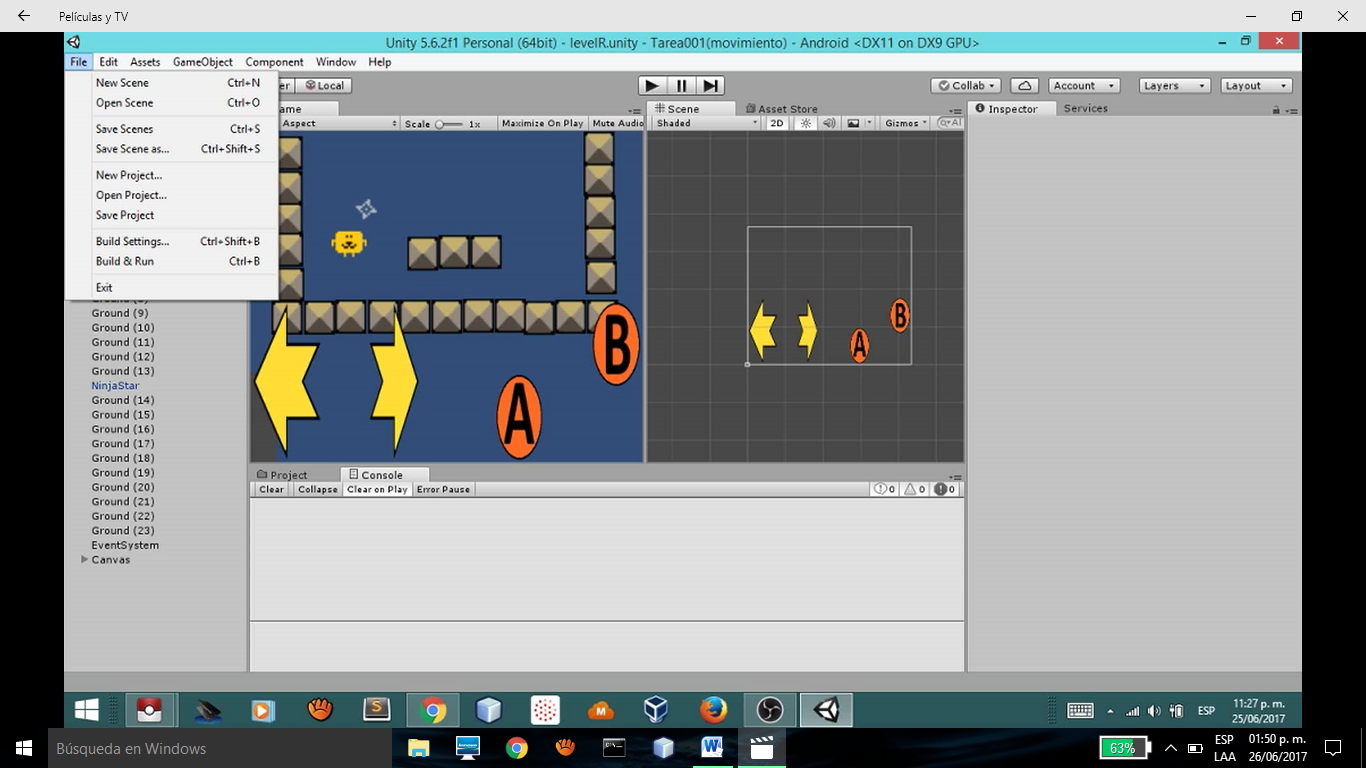 Películas y TV
Unity 5.6.2f1 Personal (64bit) - levelR.unity - Tarea001(movimiento) - Android <DX11 on DX9 GPU>
File Edit Assets GameObject Component Window Help
Local
Collab Account Layers Layout
New Scene Ctrl+N
Open Scene Ctrl+O
Save Scenes Ctrl+S
Save Scene as... Ctrl+Shift+S
New Project...
Open Project...
Save Project
Build Settings... Ctrl+Shift+B
Build & Run Ctrl+B
Exit
Scene Asset Store
Inspector Services
Aspect Scale 1x Maximize On Play Mute Audio
Shaded 2D Gizmos
Ground (9)
Ground (10)
Ground (11)
Ground (12)
Ground (13)
NinjaStar
Ground (14)
Ground (15)
Ground (16)
Ground (17)
Ground (18)
Ground (19)
Ground (20)
Ground (21)
Ground (22)
Ground (23)
EventSystem
Canvas
B
A
B
A
Project Console
Clear Collapse Clear on Play Error Pause 0 0 0
S
ESP
11:27 p. m.
25/06/2017
Búsqueda en Windows
63%
ESP
LAA
01:50 p. m.
26/06/2017